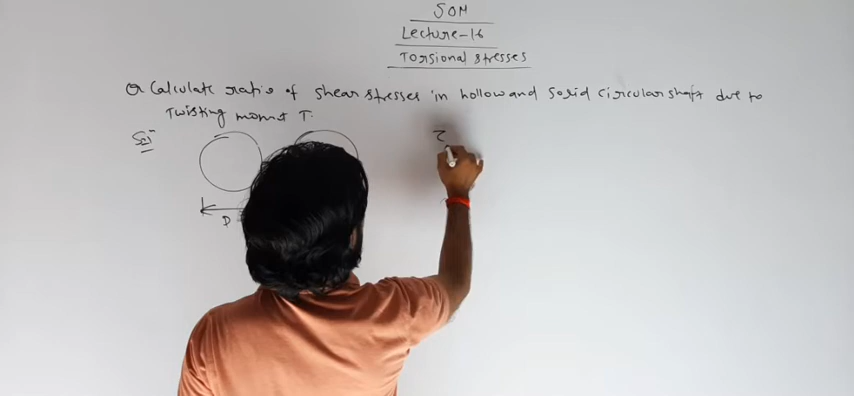 SOM
Lecture-16
Torsional stresses
Q Calculate ratio of shear stresses in hollow and Solid circular shaft due to
Twisting moment T.
Sol
D
τ